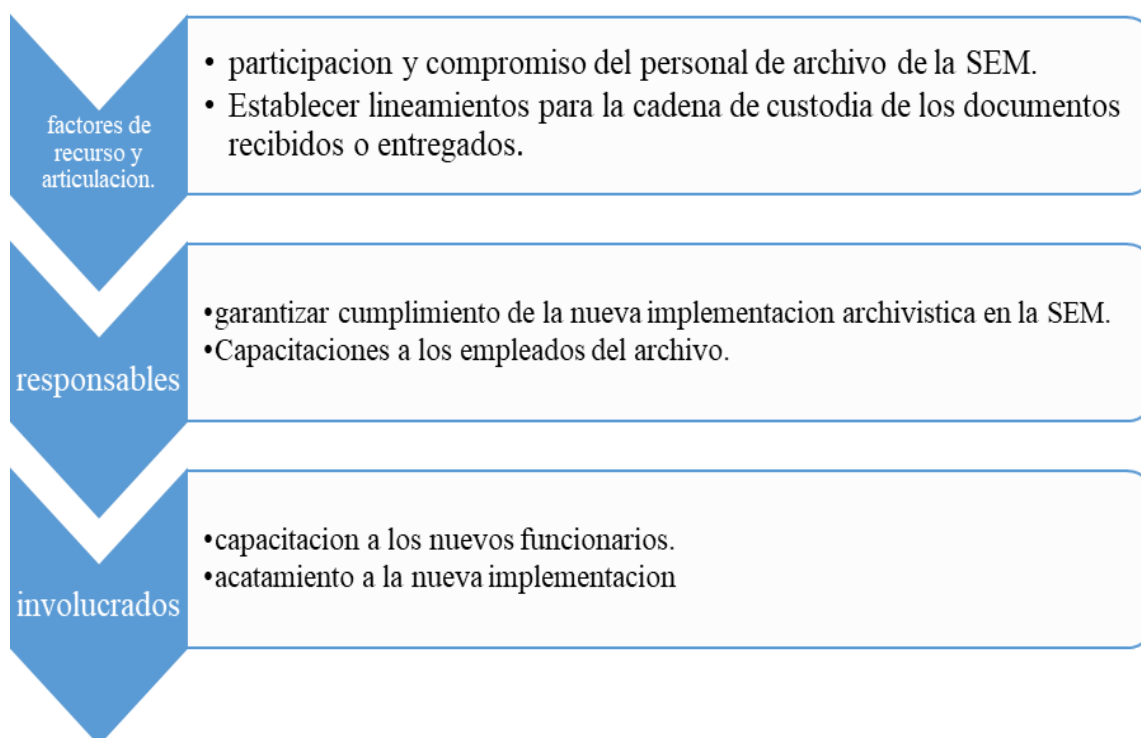 factores de
recurso y
articulacion.
• participacion y compromiso del personal de archivo de la SEM.
• Establecer lineamientos para la cadena de custodia de los documentos
recibidos o entregados.
responsables
•garantizar cumplimiento de la nueva implementacion archivistica en la SEM.
•Capacitaciones a los empleados del archivo.
involucrados
•capacitacion a los nuevos funcionarios.
•acatamiento a la nueva implementacion